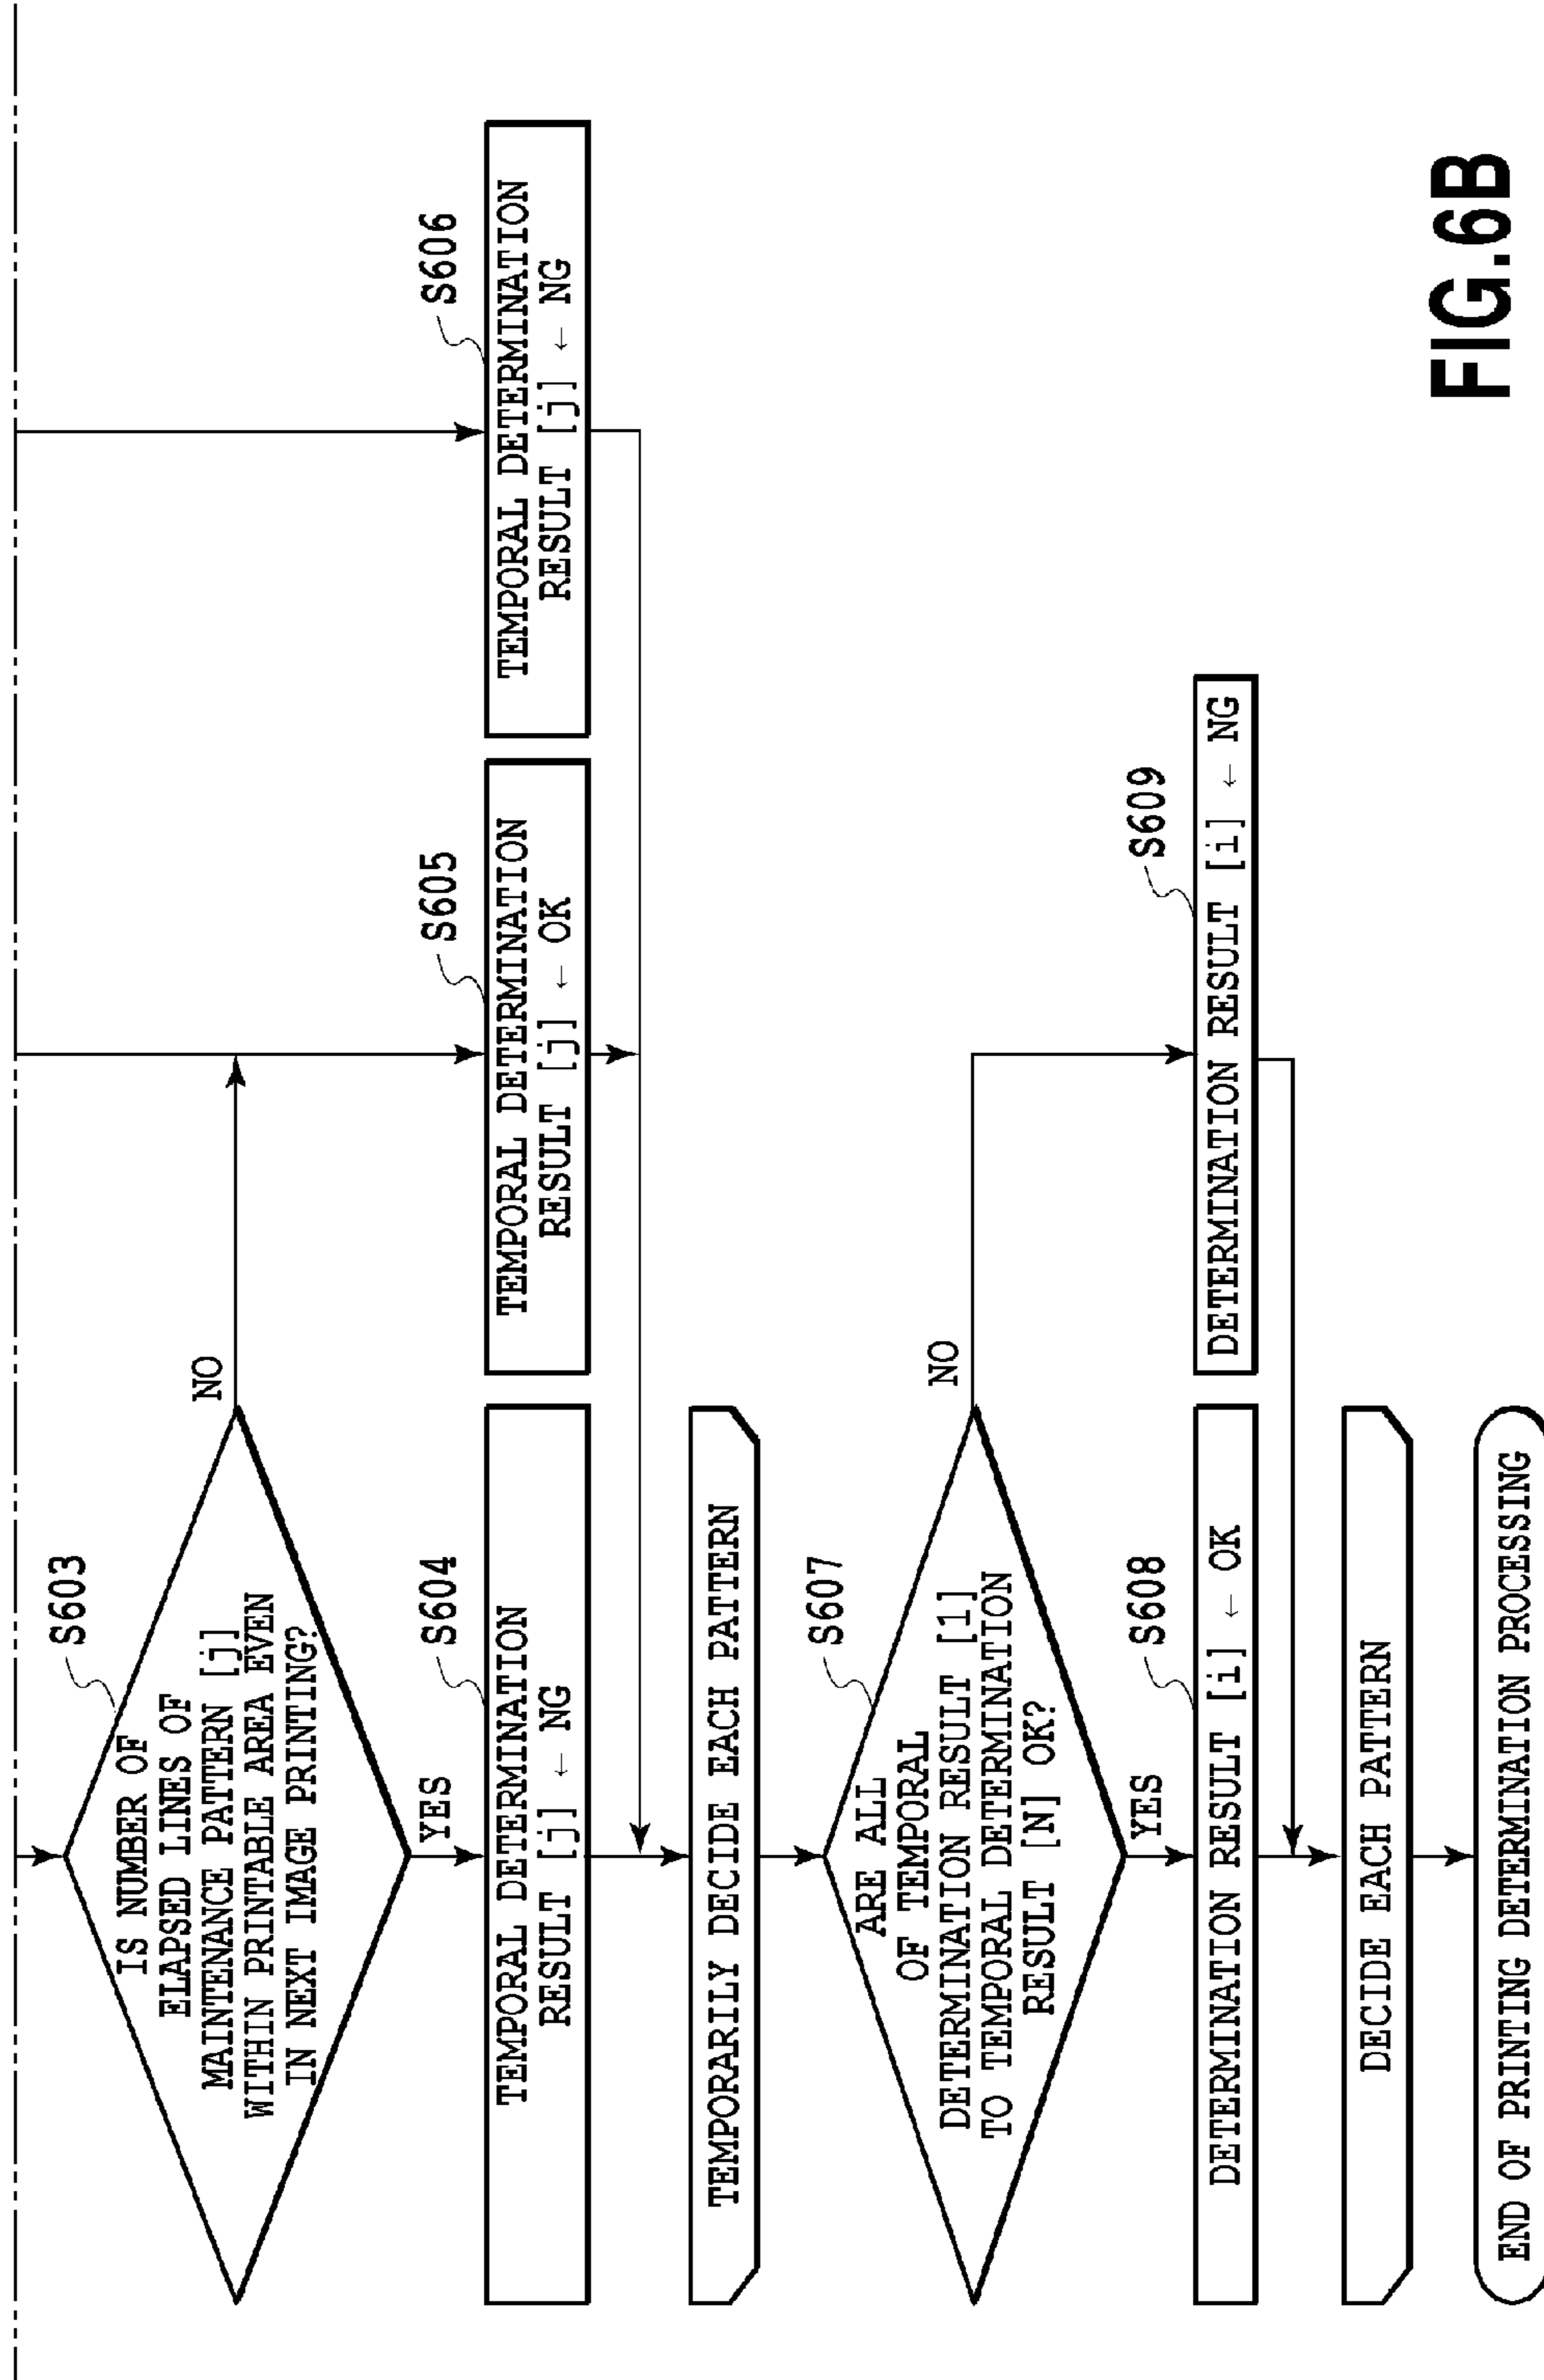 S603
IS NUMBER OF
ELAPSED LINES OF
MAINTENANCE PATTERN [j]
WITHIN PRINTABLE AREA EVEN
IN NEXT IMAGE PRINTING?
NO
YES
S604
TEMPORAL DETERMINATION
RESULT [j] ← NG
S605
TEMPORAL DETERMINATION
RESULT [j] ← OK
S606
TEMPORAL DETERMINATION
RESULT [j] ← NG
TEMPORARILY DECIDE EACH PATTERN
S607
ARE ALL
OF TEMPORAL
DETERMINATION RESULT [1]
TO TEMPORAL DETERMINATION
RESULT [N] OK?
NO
YES
S608
DETERMINATION RESULT [i] ← OK
S609
DETERMINATION RESULT [i] ← NG
DECIDE EACH PATTERN
END OF PRINTING DETERMINATION PROCESSING
FIG.6B